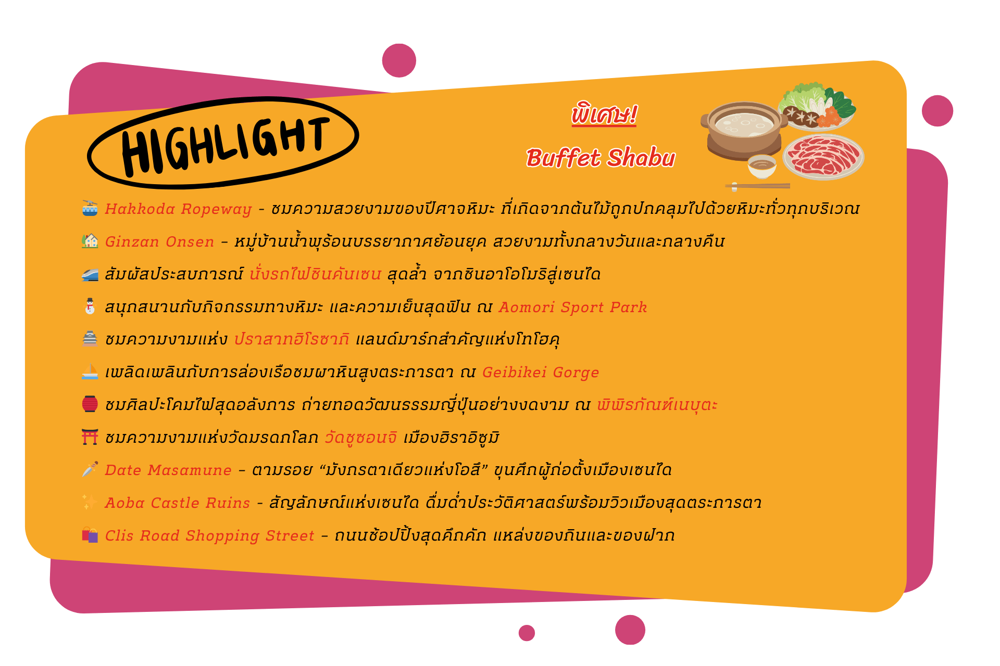 HIGHLIGHT
พิเศษ!
Buffet Shabu
Hakkoda Ropeway - ชมความสวยงามของปีศาจหิมะ ที่เกิดจากต้นไม้ถูกปกคลุมไปด้วยหิมะทั่วทุกบริเวณ
Ginzan Onsen – หมู่บ้านน้ำพุร้อนบรรยากาศย้อนยุค สวยงามทั้งกลางวันและกลางคืน
สัมผัสประสบการณ์ นั่งรถไฟชินคันเซน สุดล้ำ จากชินอาโอโมริสู่เซนได
สนุกสนานกับกิจกรรมทางหิมะ และความเย็นสุดฟิน ณ Aomori Sport Park
ชมความงามแห่ง ปราสาทฮิโรซากิ แลนด์มาร์กสำคัญแห่งโทโฮคุ
เพลิดเพลินกับการล่องเรือชมผาหินสูงตระการตา ณ Geibikei Gorge
ชมศิลปะโคมไฟสุดอลังการ ถ่ายทอดวัฒนธรรมญี่ปุ่นอย่างงดงาม ณ พิพิธภัณฑ์เนบุตะ
ชมความงามแห่งวัดมรดกโลก วัดชูซอนจิ เมืองฮิราอิซูมิ
Date Masamune – ตามรอย “มังกรตาเดียวแห่งโอสึ” ขุนศึกผู้ก่อตั้งเมืองเซนได
Aoba Castle Ruins - สัญลักษณ์แห่งเซนได ดื่มด่ำประวัติศาสตร์พร้อมวิวเมืองสุดตระการตา
Clis Road Shopping Street – ถนนช้อปปิ้งสุดคึกคัก แหล่งของกินและของฝาก